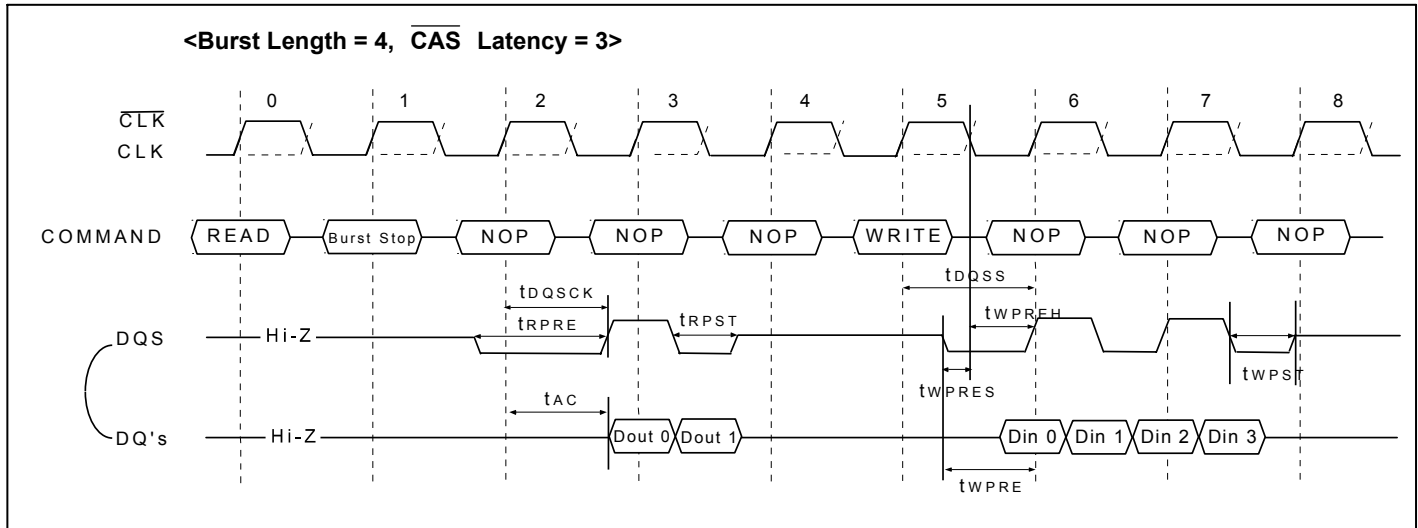 <Burst Length = 4, CAS Latency = 3>
0 1 2 3 4 5 6 7 8
CLK
CLK
COMMAND READ Burst Stop NOP NOP NOP WRITE NOP NOP NOP
tDQSS
tDQSCK
tRPRE tRPST tWPREH
DQS Hi-Z
tWPRES tWPST
tAC
DQ's Hi-Z Dout 0 Dout 1 Din 0 Din 1 Din 2 Din 3
tWPRE